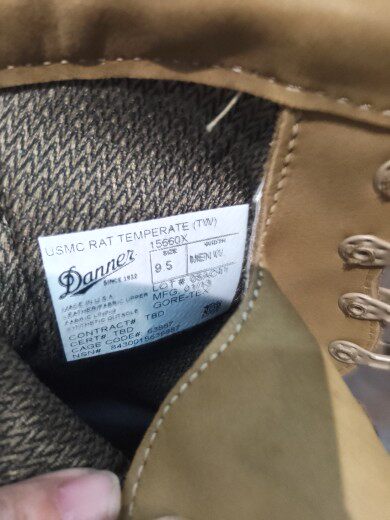 USMC RAT TEMPERATE (TW)
15660X
Danner
SINCE 1932
SIZE
WIDTH
9.5
MADE IN U.S.A.
LEATHER/FABRIC UPPER
FABRIC LINING
SYNTHETIC OUTSOLE
MFG. 01/13
GORE-TEX
CONTRACT# TBD
CERT.# TBD
CAGE CODE#
NSN#